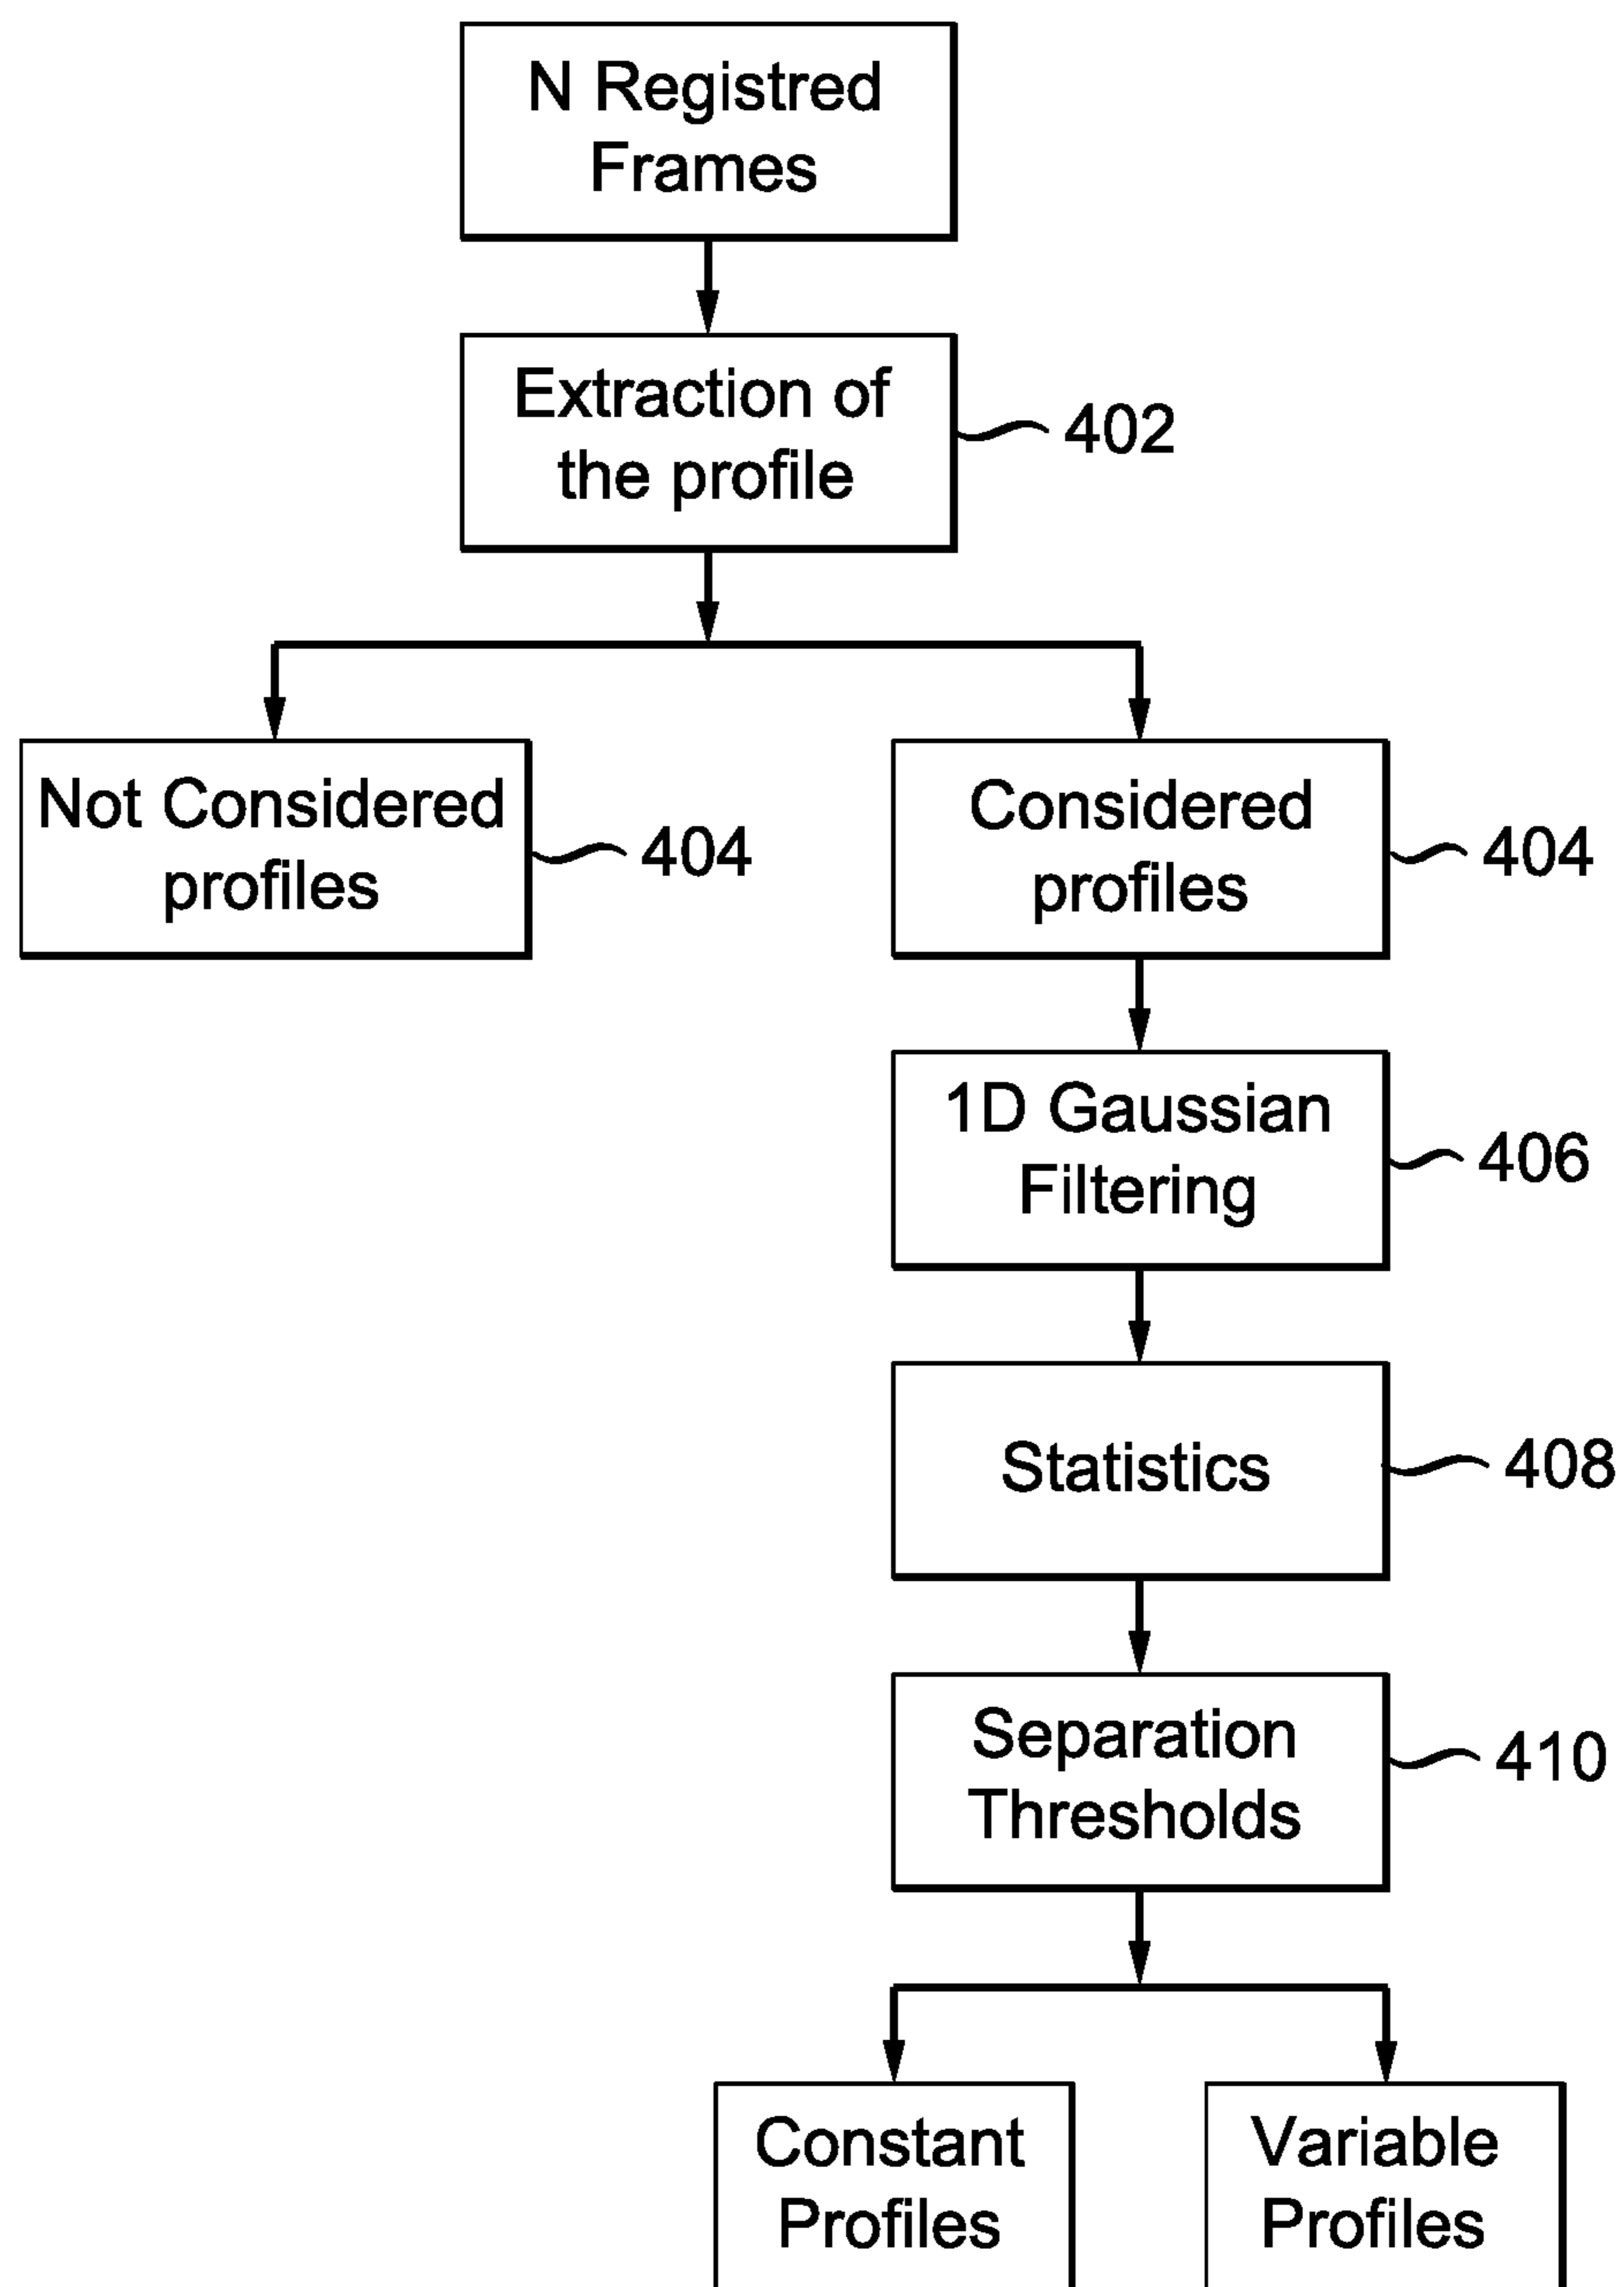 N Registred
Frames
Extraction of
the profile
402
Not Considered
profiles
404
Considered
profiles
404
1D Gaussian
Filtering
406
Statistics
408
Separation
Thresholds
410
Constant
Profiles
Variable
Profiles